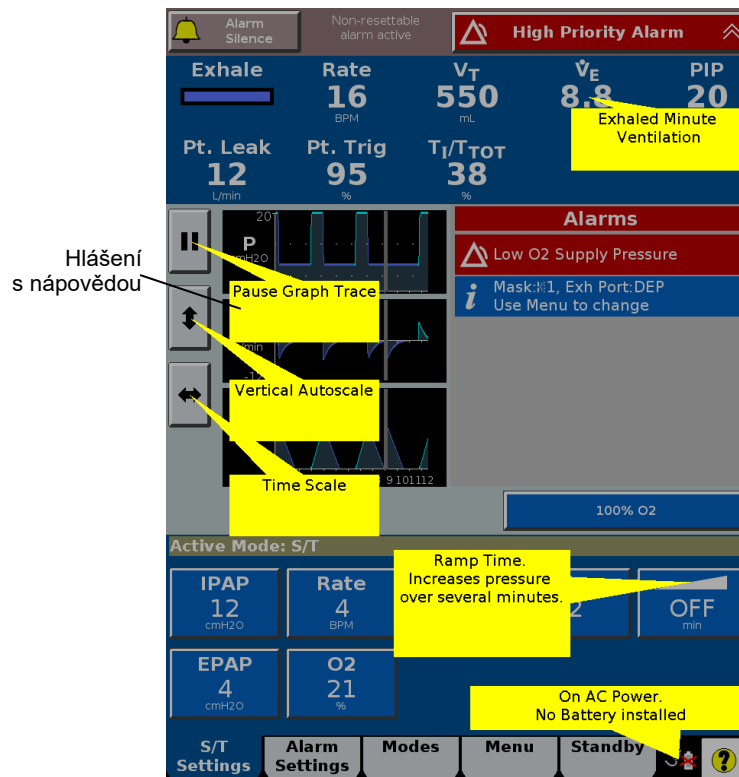 Alarm
Silence
Non-resettable
alarm active
High Priority Alarm
Exhale
Rate
16
BPM
VT
550
mL
V̇E
8.8
PIP
20
Exhaled Minute
Ventilation
Pt. Leak
12
L/min
Pt. Trig
95
%
TI/TTOT
38
%
Hlášení
s nápovědou
20
P
cmH2O
Pause Graph Trace
Vertical Autoscale
Time Scale
9 101112
Alarms
Low O2 Supply Pressure
Mask: 1, Exh Port:DEP
Use Menu to change
100% O2
Active Mode: S/T
IPAP
12
cmH2O
Rate
4
BPM
Ramp Time.
Increases pressure
over several minutes.
OFF
min
EPAP
4
cmH2O
O2
21
%
On AC Power.
No Battery installed
S/T
Settings
Alarm
Settings
Modes
Menu
Standby
?